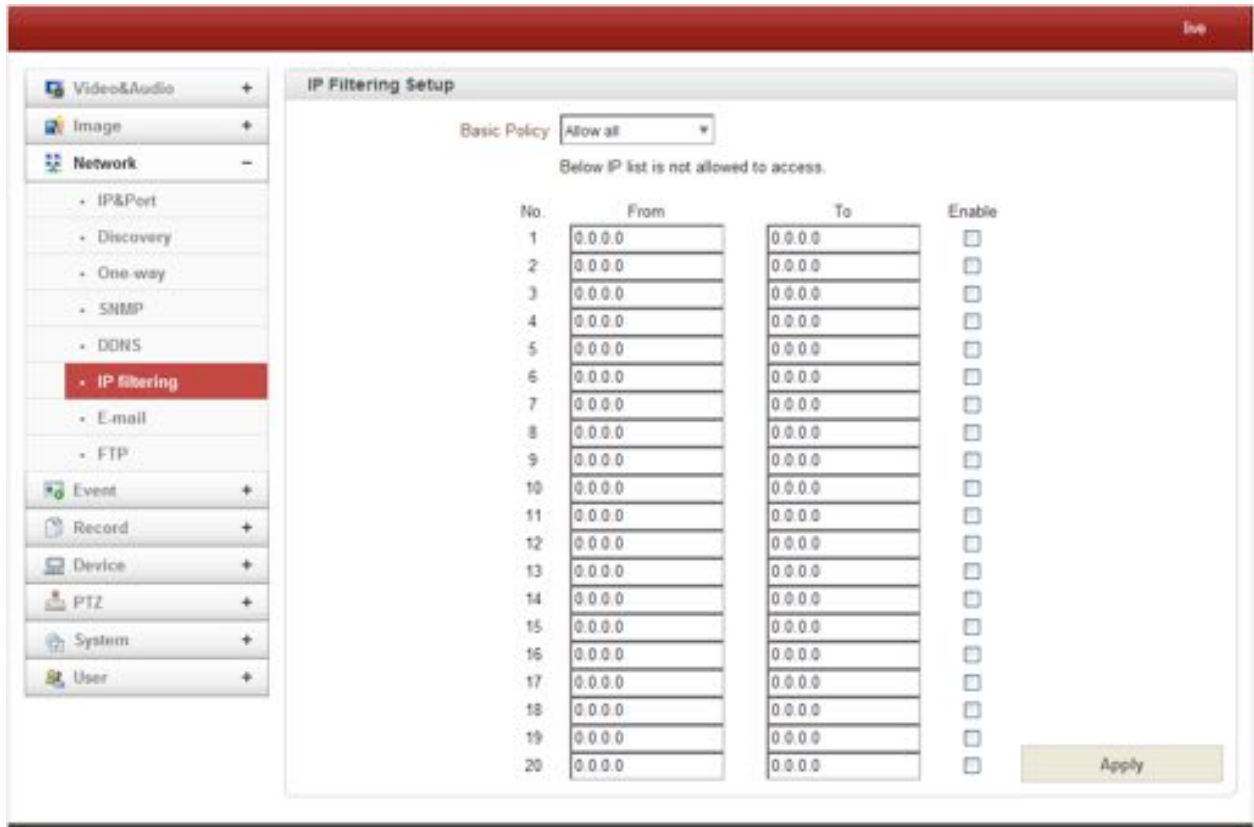 live
Video&Audio +
Image +
Network −
• IP&Port
• Discovery
• One-way
• SNMP
• DDNS
• IP filtering
• E-mail
• FTP
Event +
Record +
Device +
PTZ +
System +
User +
IP Filtering Setup
Basic Policy Allow all
Below IP list is not allowed to access.
No. From To Enable
1 0.0.0.0 0.0.0.0
2 0.0.0.0 0.0.0.0
3 0.0.0.0 0.0.0.0
4 0.0.0.0 0.0.0.0
5 0.0.0.0 0.0.0.0
6 0.0.0.0 0.0.0.0
7 0.0.0.0 0.0.0.0
8 0.0.0.0 0.0.0.0
9 0.0.0.0 0.0.0.0
10 0.0.0.0 0.0.0.0
11 0.0.0.0 0.0.0.0
12 0.0.0.0 0.0.0.0
13 0.0.0.0 0.0.0.0
14 0.0.0.0 0.0.0.0
15 0.0.0.0 0.0.0.0
16 0.0.0.0 0.0.0.0
17 0.0.0.0 0.0.0.0
18 0.0.0.0 0.0.0.0
19 0.0.0.0 0.0.0.0
20 0.0.0.0 0.0.0.0
Apply